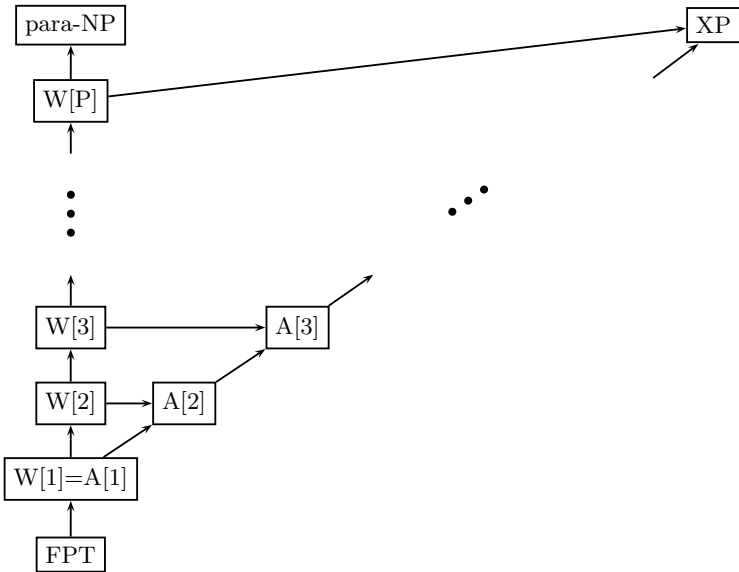 para-NP
XP
W[P]
W[3]
A[3]
W[2]
A[2]
W[1]=A[1]
FPT